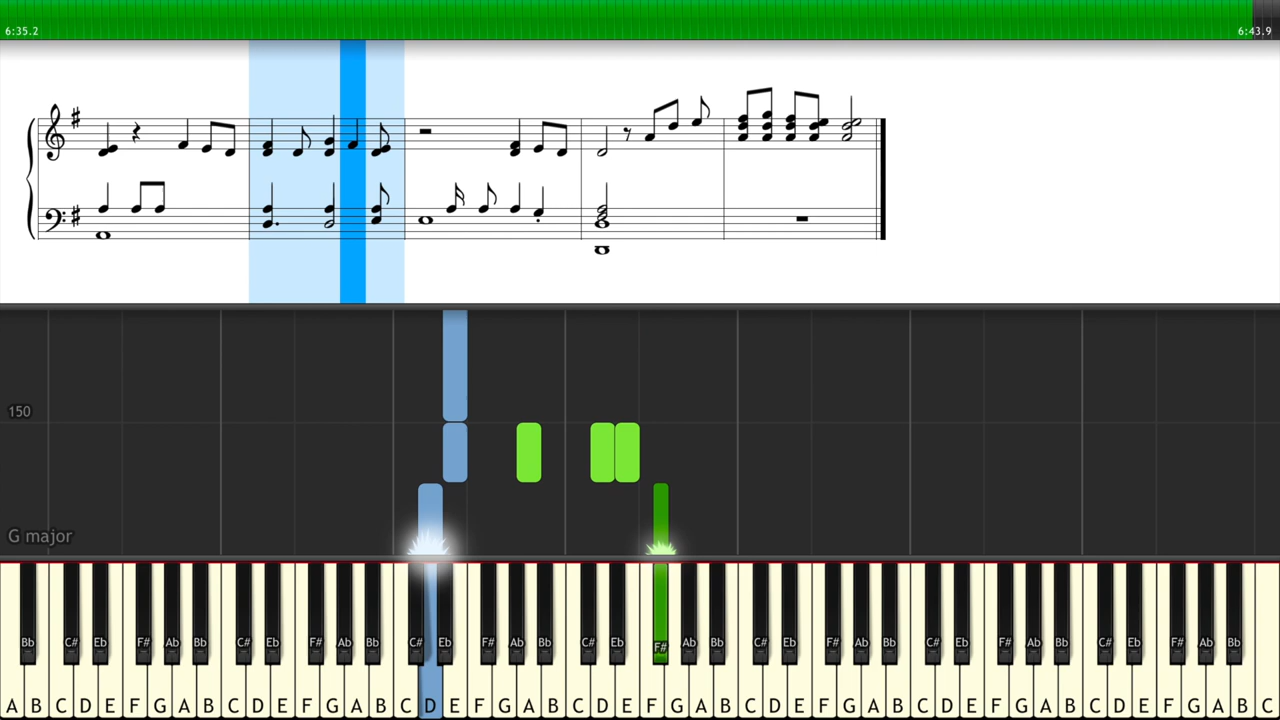 6:35.2 6:43.9
150
G major
Bb C# Eb F# Ab Bb C# Eb F# Ab Bb C# Eb F# Ab Bb C# Eb F# Ab Bb C# Eb F# Ab Bb C# Eb F# Ab Bb C# Eb F# Ab Bb
A B C D E F G A B C D E F G A B C D E F G A B C D E F G A B C D E F G A B C D E F G A B C D E F G A B C